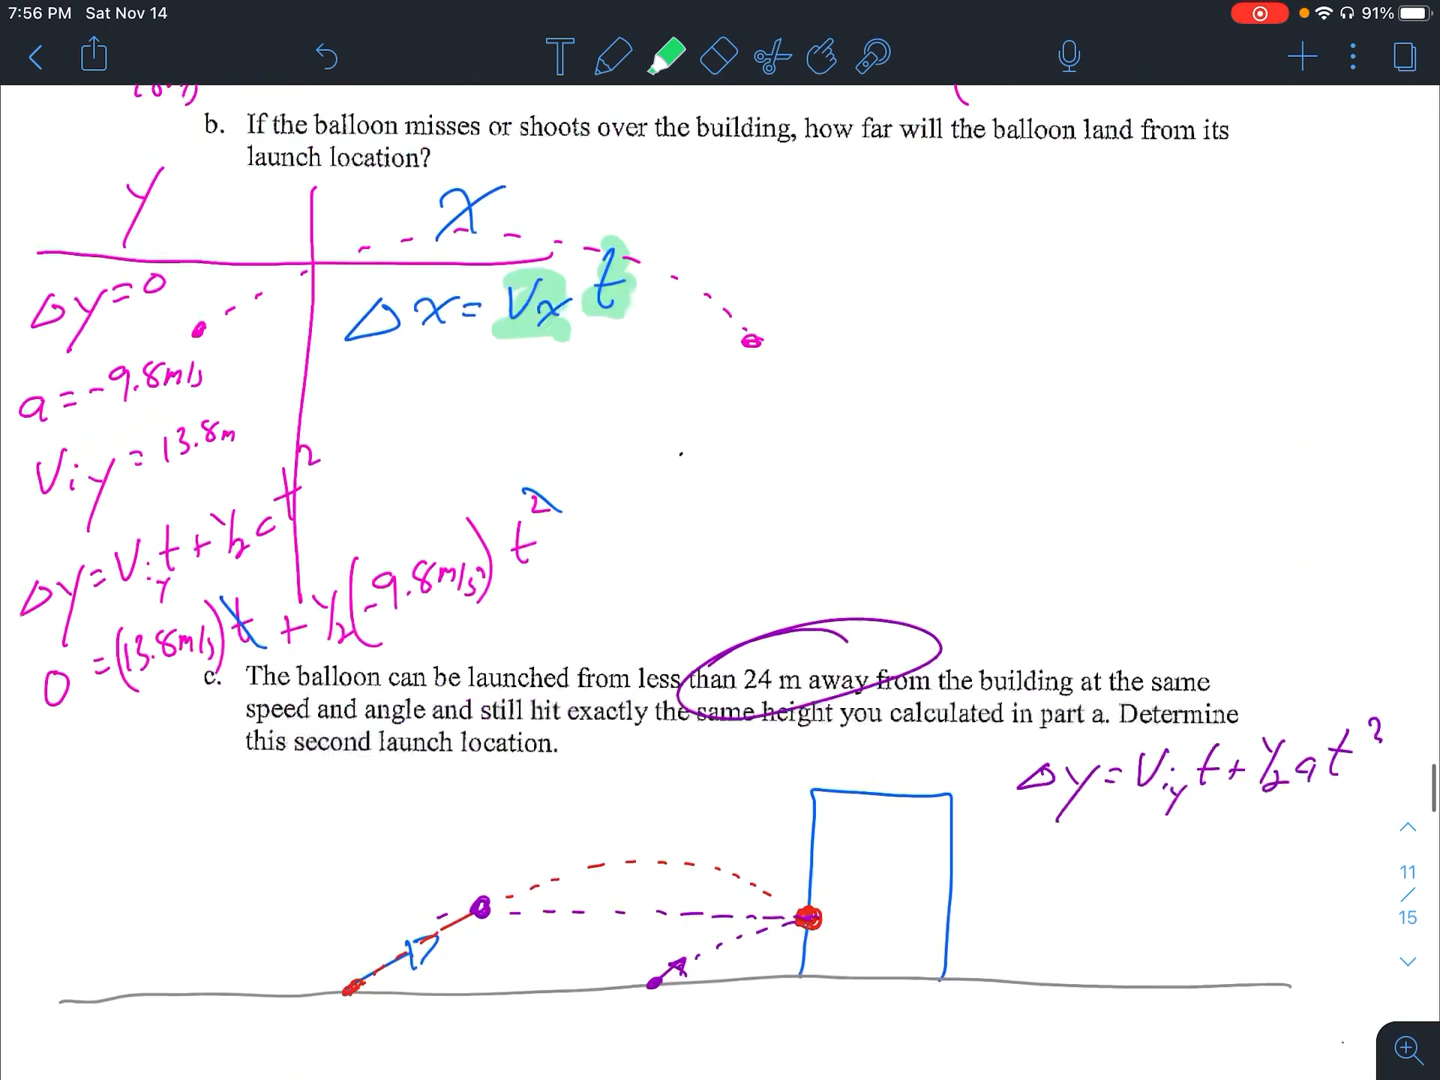 7:56 PM Sat Nov 14
91%
b. If the balloon misses or shoots over the building, how far will the balloon land from its
launch location?
y
x
Δy=0
Δx= Vx t
a=-9.8m/s
Viy=13.8m
Δy=Viyt+½at²
0 =(13.8m/s)t + ½(-9.8m/s²)t²
c. The balloon can be launched from less than 24 m away from the building at the same
speed and angle and still hit exactly the same height you calculated in part a. Determine
this second launch location.
Δy=Viyt+½at²
11
/
15